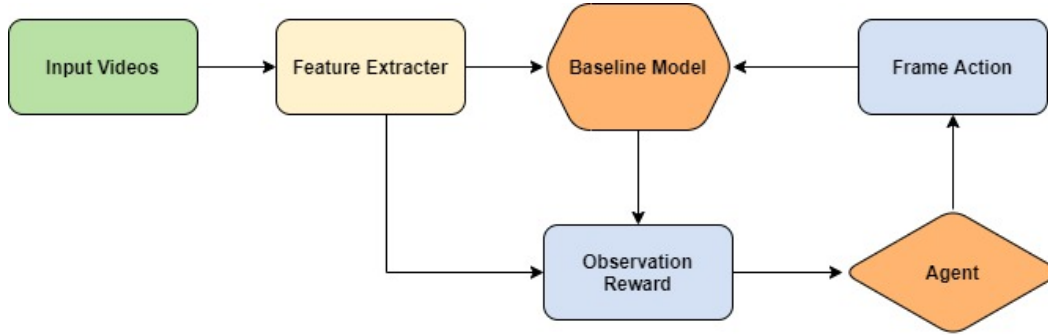 Input Videos
Feature Extracter
Baseline Model
Frame Action
Observation
Reward
Agent